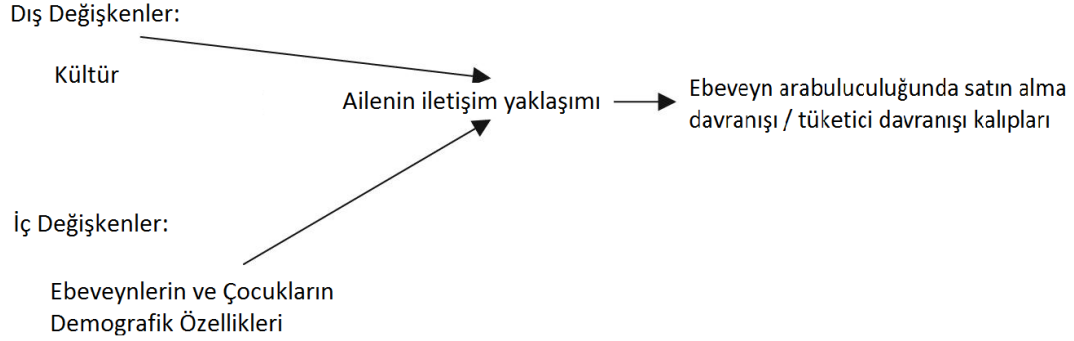 Dış Değişkenler:
Kültür
Ailenin iletişim yaklaşımı
Ebeveyn arabuluculuğunda satın alma
davranışı / tüketici davranışı kalıpları
İç Değişkenler:
Ebeveynlerin ve Çocukların
Demografik Özellikleri